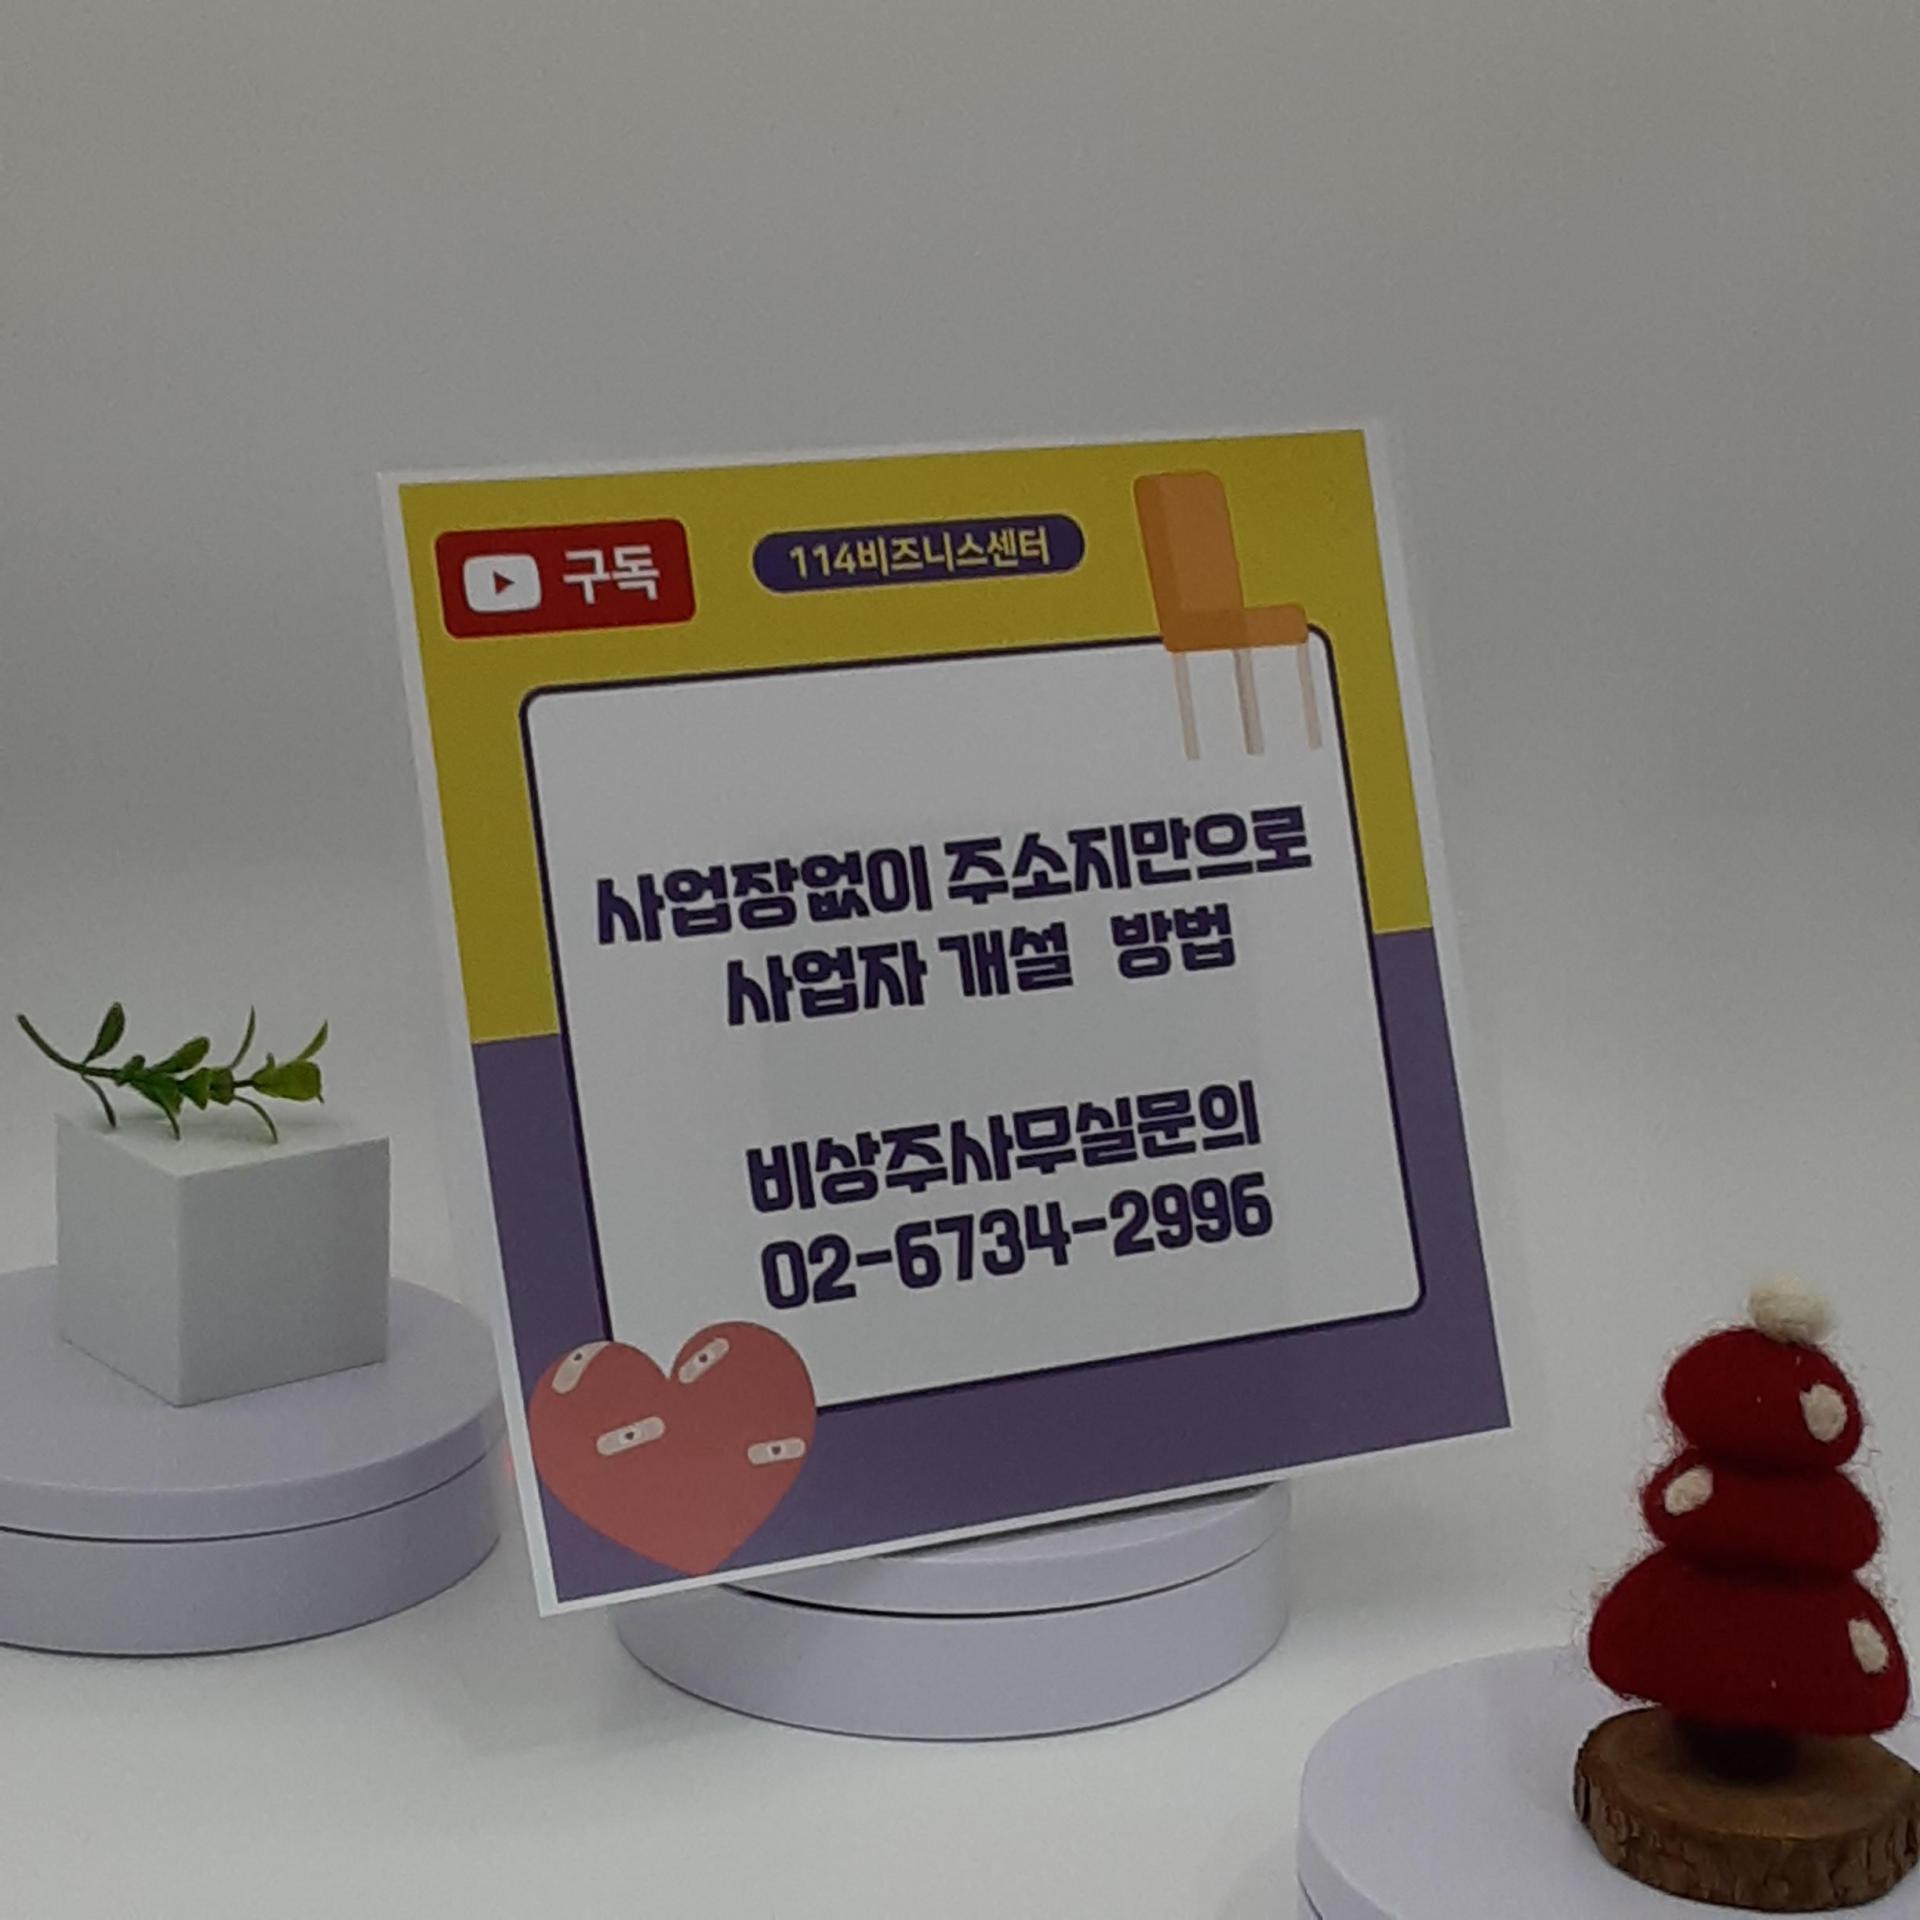 구독
114비즈니스센터
사업장없이 주소지만으로
사업자 개설 방법
비상주사무실문의
02-6734-2996